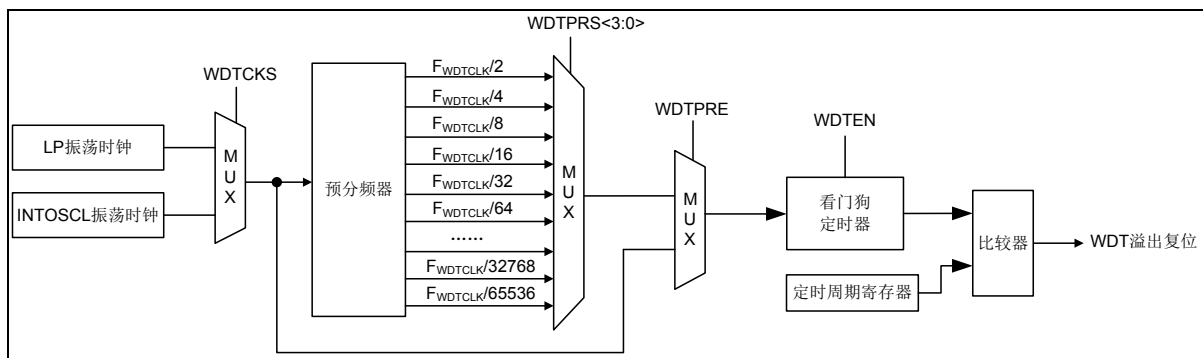 WDTPRS<3:0>
WDTCKS
LP振荡时钟
INTOSCL振荡时钟
MUX
预分频器
FWDTCLK/2
FWDTCLK/4
FWDTCLK/8
FWDTCLK/16
FWDTCLK/32
FWDTCLK/64
……
FWDTCLK/32768
FWDTCLK/65536
MUX
WDTPRE
MUX
WDTEN
看门狗
定时器
定时周期寄存器
比较器
WDT溢出复位